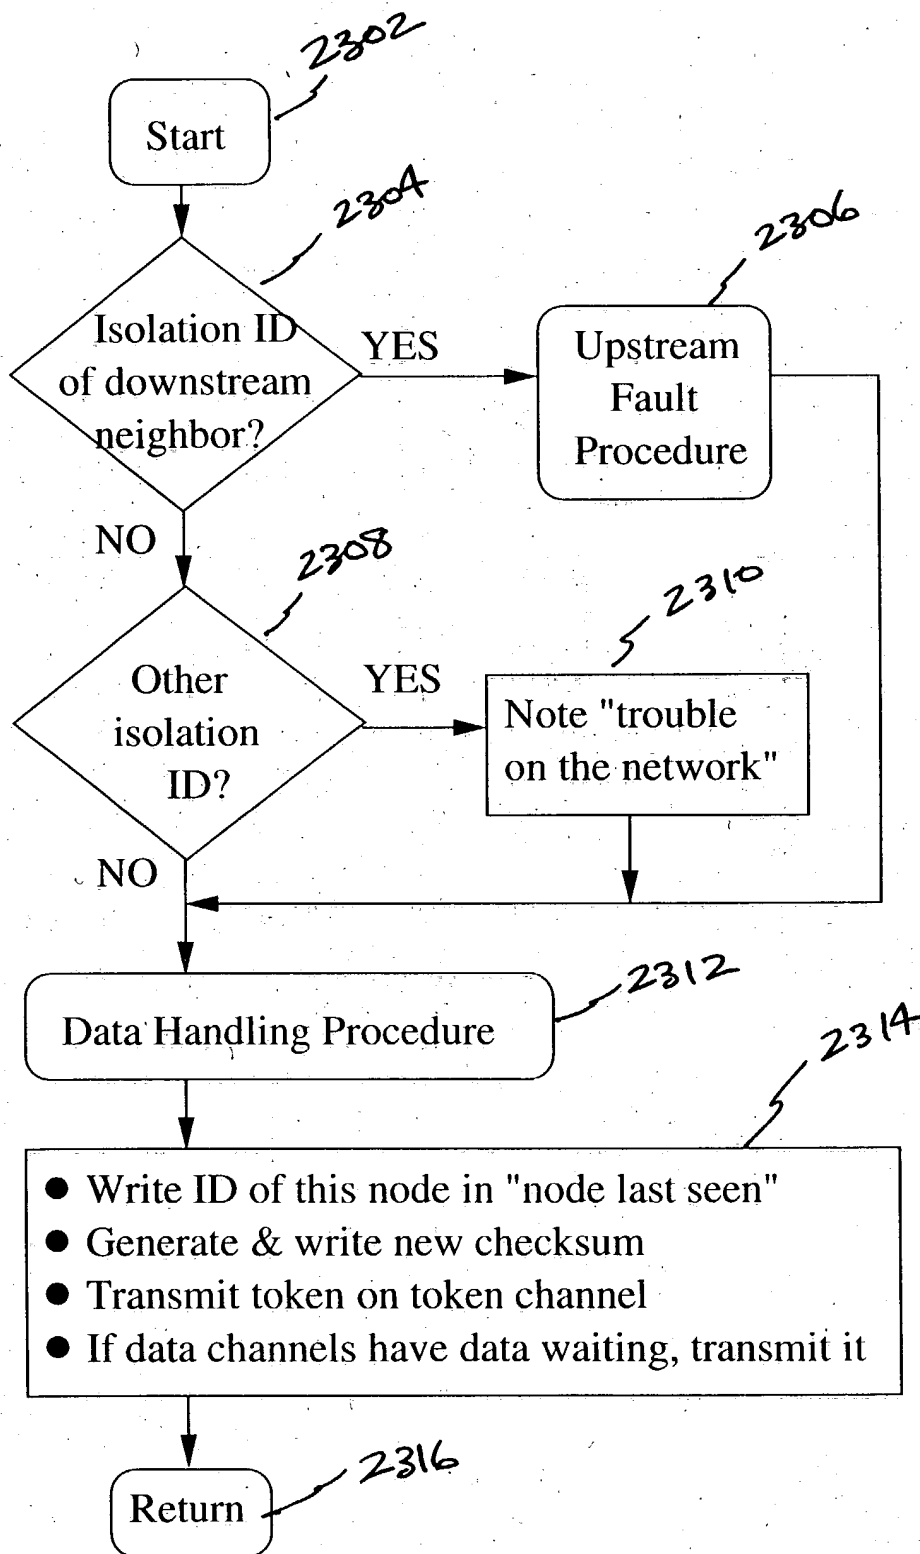 2302
Start
2304
2306
Isolation ID
of downstream
neighbor?
YES
Upstream
Fault
Procedure
NO
2308
2310
Other
isolation
ID?
YES
Note "trouble
on the network"
NO
2312
Data Handling Procedure
2314
● Write ID of this node in "node last seen"
● Generate & write new checksum
● Transmit token on token channel
● If data channels have data waiting, transmit it
2316
Return